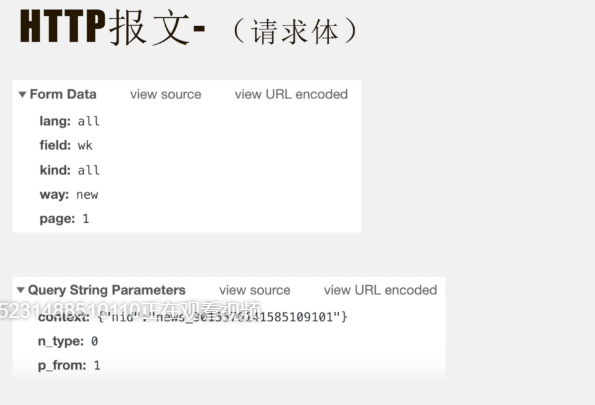 HTTP报文-（请求体）
▼Form Data view source view URL encoded
lang: all
field: wk
kind: all
way: new
page: 1
▼Query String Parameters view source view URL encoded
5231488510110正在观看视频
context: {"nid":"news_9013576141585109101"}
n_type: 0
p_from: 1